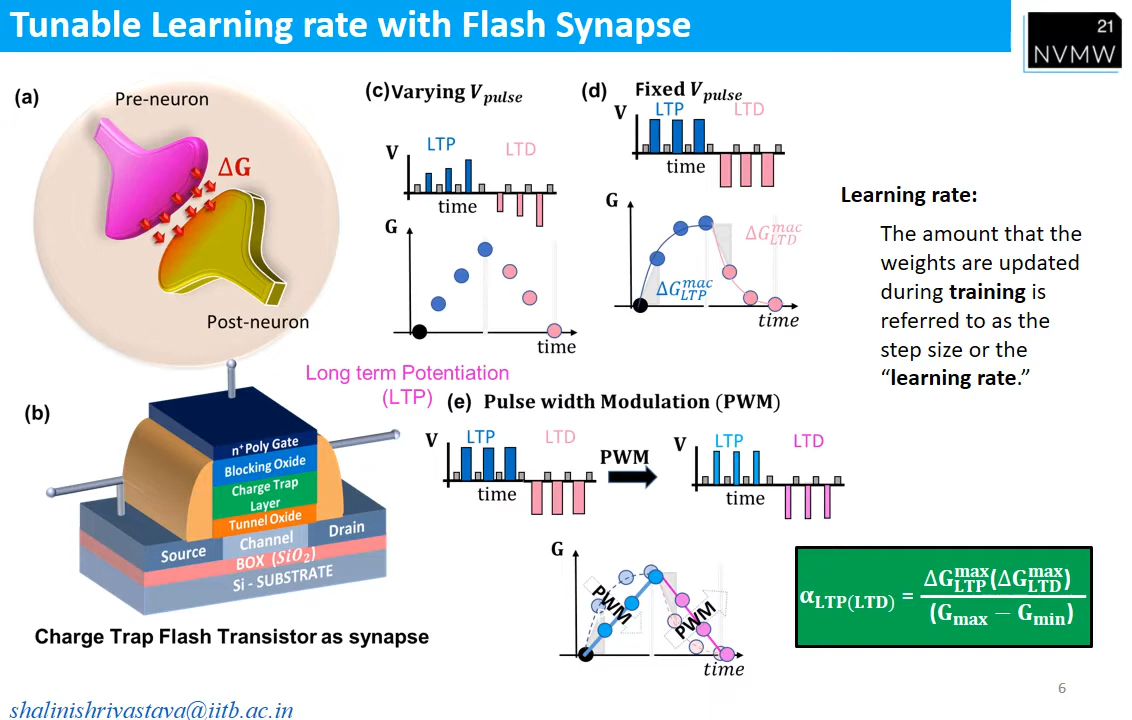 Tunable Learning rate with Flash Synapse
21
NVMW
(a)
Pre-neuron
ΔG
Post-neuron
(c)Varying V_pulse
V
LTP
LTD
time
G
time
(d) Fixed V_pulse
V
LTP
LTD
time
G
ΔG_LTD^mac
ΔG_LTP^mac
time
Learning rate:
The amount that the
weights are updated
during training is
referred to as the
step size or the
“learning rate.”
Long term Potentiation
(LTP)
(b)
n⁺Poly Gate
Blocking Oxide
Charge Trap
Layer
Tunnel Oxide
Source
Channel
Drain
BOX (SiO₂)
Si - SUBSTRATE
Charge Trap Flash Transistor as synapse
(e) Pulse width Modulation (PWM)
V
LTP
LTD
time
PWM
V
LTP
LTD
time
G
PWM
PWM
time
α_LTP(LTD) = ΔG_LTP^max(ΔG_LTD^max) / (G_max − G_min)
6
shalinishrivastava@iitb.ac.in